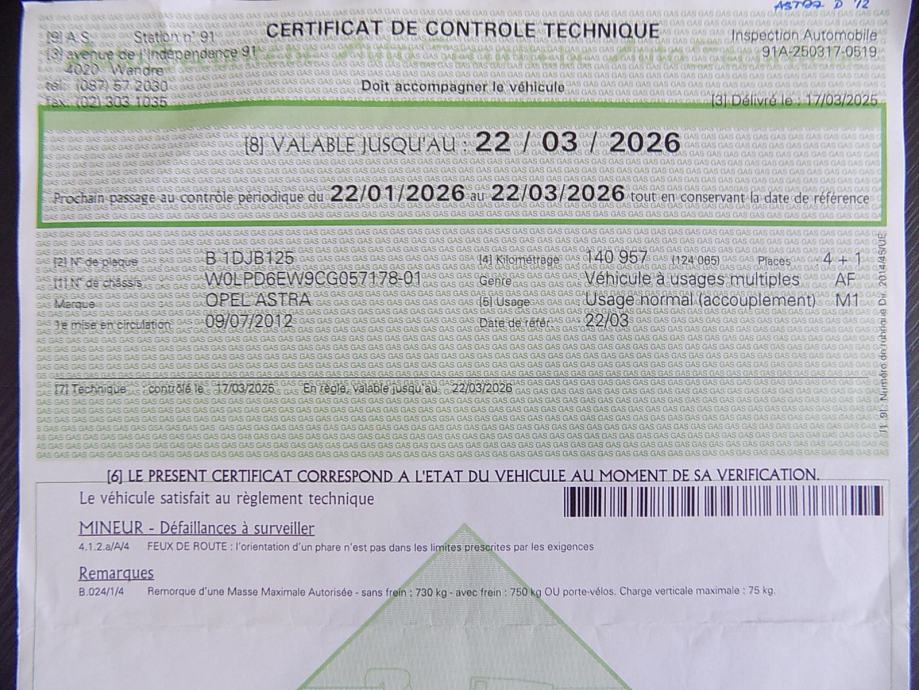 ASTRA D '12
[9] A.S. Station n° 91
CERTIFICAT DE CONTROLE TECHNIQUE
Inspection Automobile
[3] avenue de l'Indépendance 91
91A-250317-0519
4020 Wandre
tel: (087) 57 2030
Doit accompagner le véhicule
fax: (02) 303 1035
[3] Délivré le : 17/03/2025
[8] VALABLE JUSQU'AU : 22 / 03 / 2026
Prochain passage au contrôle périodique du 22/01/2026 au 22/03/2026 tout en conservant la date de référence
[2] N° de plaque B 1DJB125 [4] Kilométrage 140 957 (124 065) Places 4 + 1
[1] N° de châssis W0LPD6EW9CG057178-01 Genre Véhicule à usages multiples AF
Marque OPEL ASTRA [5] Usage Usage normal (accouplement) M1
1e mise en circulation 09/07/2012 Date de référ. 22/03
[7] Technique contrôlé le 17/03/2025 En règle, valable jusqu'au 22/03/2026
[6] LE PRESENT CERTIFICAT CORRESPOND A L'ETAT DU VEHICULE AU MOMENT DE SA VERIFICATION.
Le véhicule satisfait au règlement technique
MINEUR - Défaillances à surveiller
4.1.2.a/A/4 FEUX DE ROUTE : l'orientation d'un phare n'est pas dans les limites prescrites par les exigences
Remarques
B.024/1/4 Remorque d'une Masse Maximale Autorisée - sans frein : 730 kg - avec frein : 750 kg OU porte-vélos. Charge verticale maximale : 75 kg.